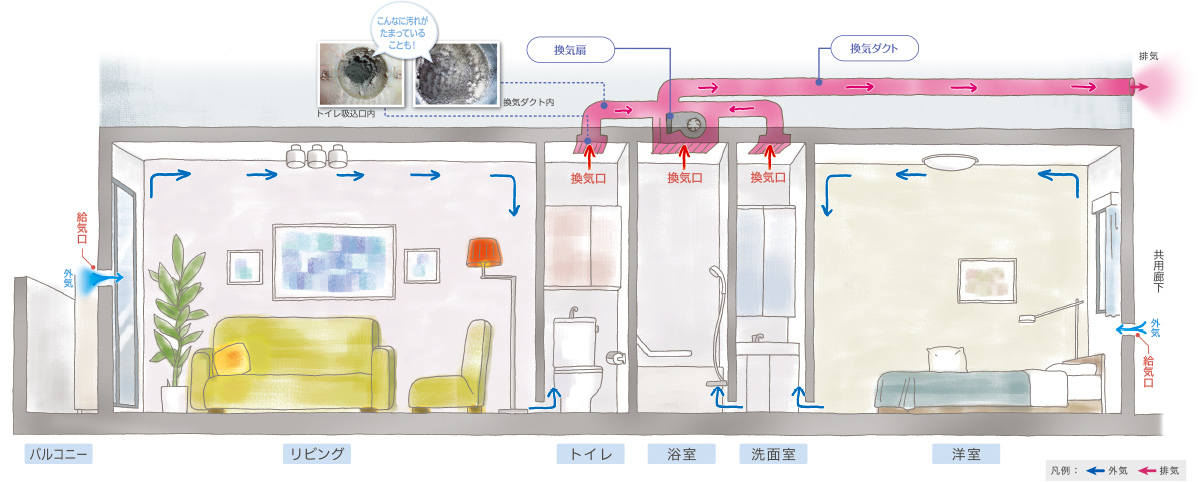 こんなに汚れが
たまっている
ことも!
換気扇
換気ダクト
排気
換気ダクト内
トイレ吸込口内
換気口
換気口
換気口
給気口
外気
共用廊下
外気
給気口
バルコニー
リビング
トイレ
浴室
洗面室
洋室
凡例：
外気
排気